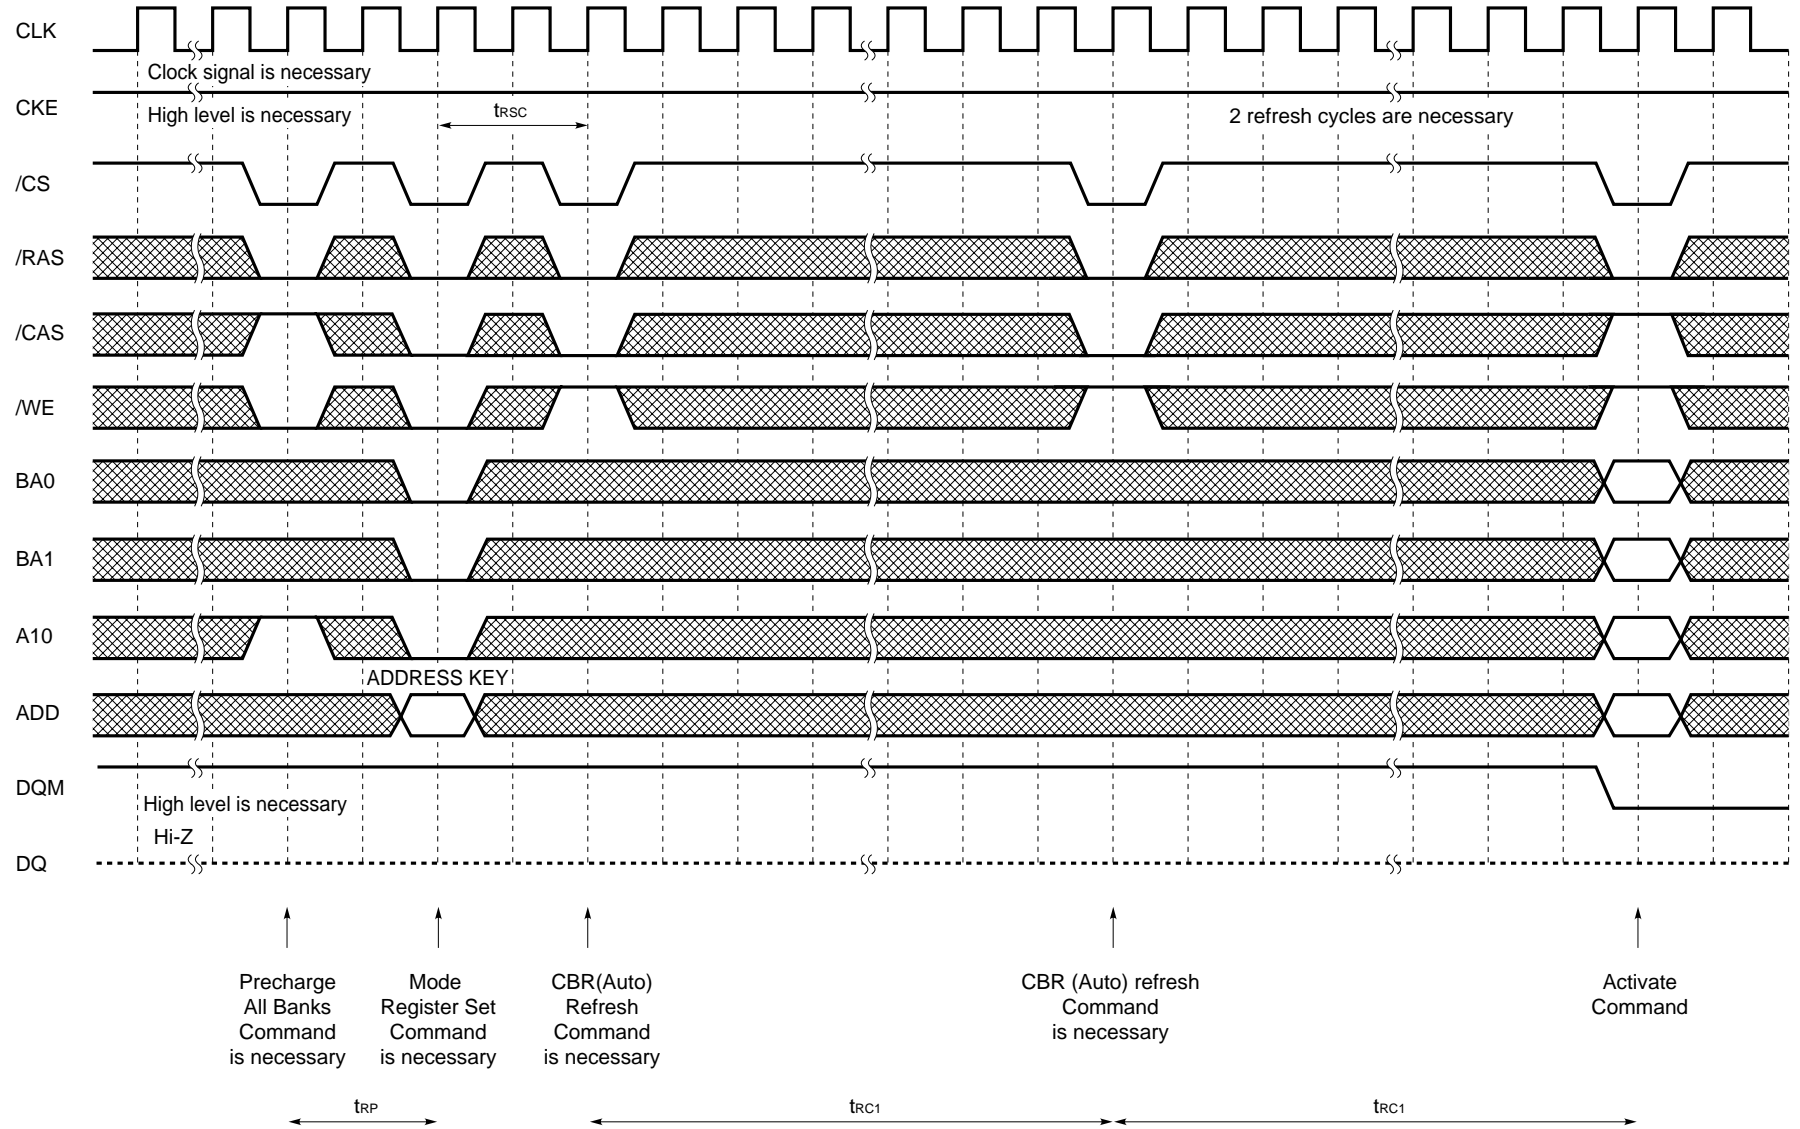 CLK
Clock signal is necessary
CKE
High level is necessary
tRSC
2 refresh cycles are necessary
/CS
/RAS
/CAS
/WE
BA0
BA1
A10
ADDRESS KEY
ADD
DQM
High level is necessary
Hi-Z
DQ
Precharge
All Banks
Command
is necessary
Mode
Register Set
Command
is necessary
CBR(Auto)
Refresh
Command
is necessary
CBR (Auto) refresh
Command
is necessary
Activate
Command
tRP
tRC1
tRC1